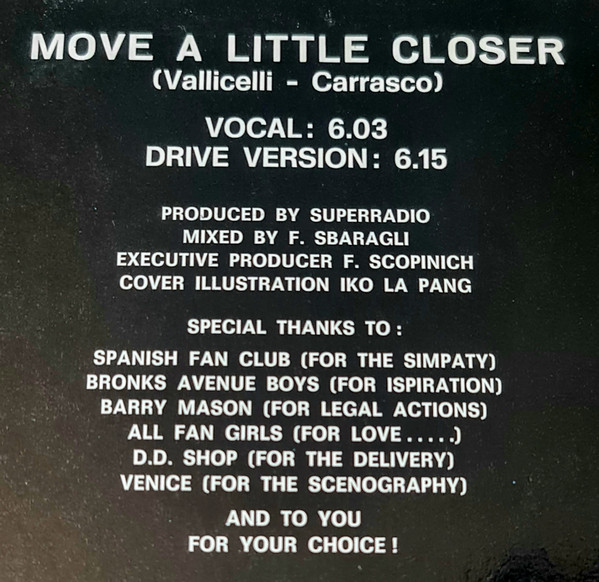 MOVE A LITTLE CLOSER
(Vallicelli - Carrasco)
VOCAL: 6.03
DRIVE VERSION: 6.15
PRODUCED BY SUPERRADIO
MIXED BY F. SBARAGLI
EXECUTIVE PRODUCER F. SCOPINICH
COVER ILLUSTRATION IKO LA PANG
SPECIAL THANKS TO:
SPANISH FAN CLUB (FOR THE SIMPATY)
BRONKS AVENUE BOYS (FOR ISPIRATION)
BARRY MASON (FOR LEGAL ACTIONS)
ALL FAN GIRLS (FOR LOVE.....)
D.D. SHOP (FOR THE DELIVERY)
VENICE (FOR THE SCENOGRAPHY)
AND TO YOU
FOR YOUR CHOICE!